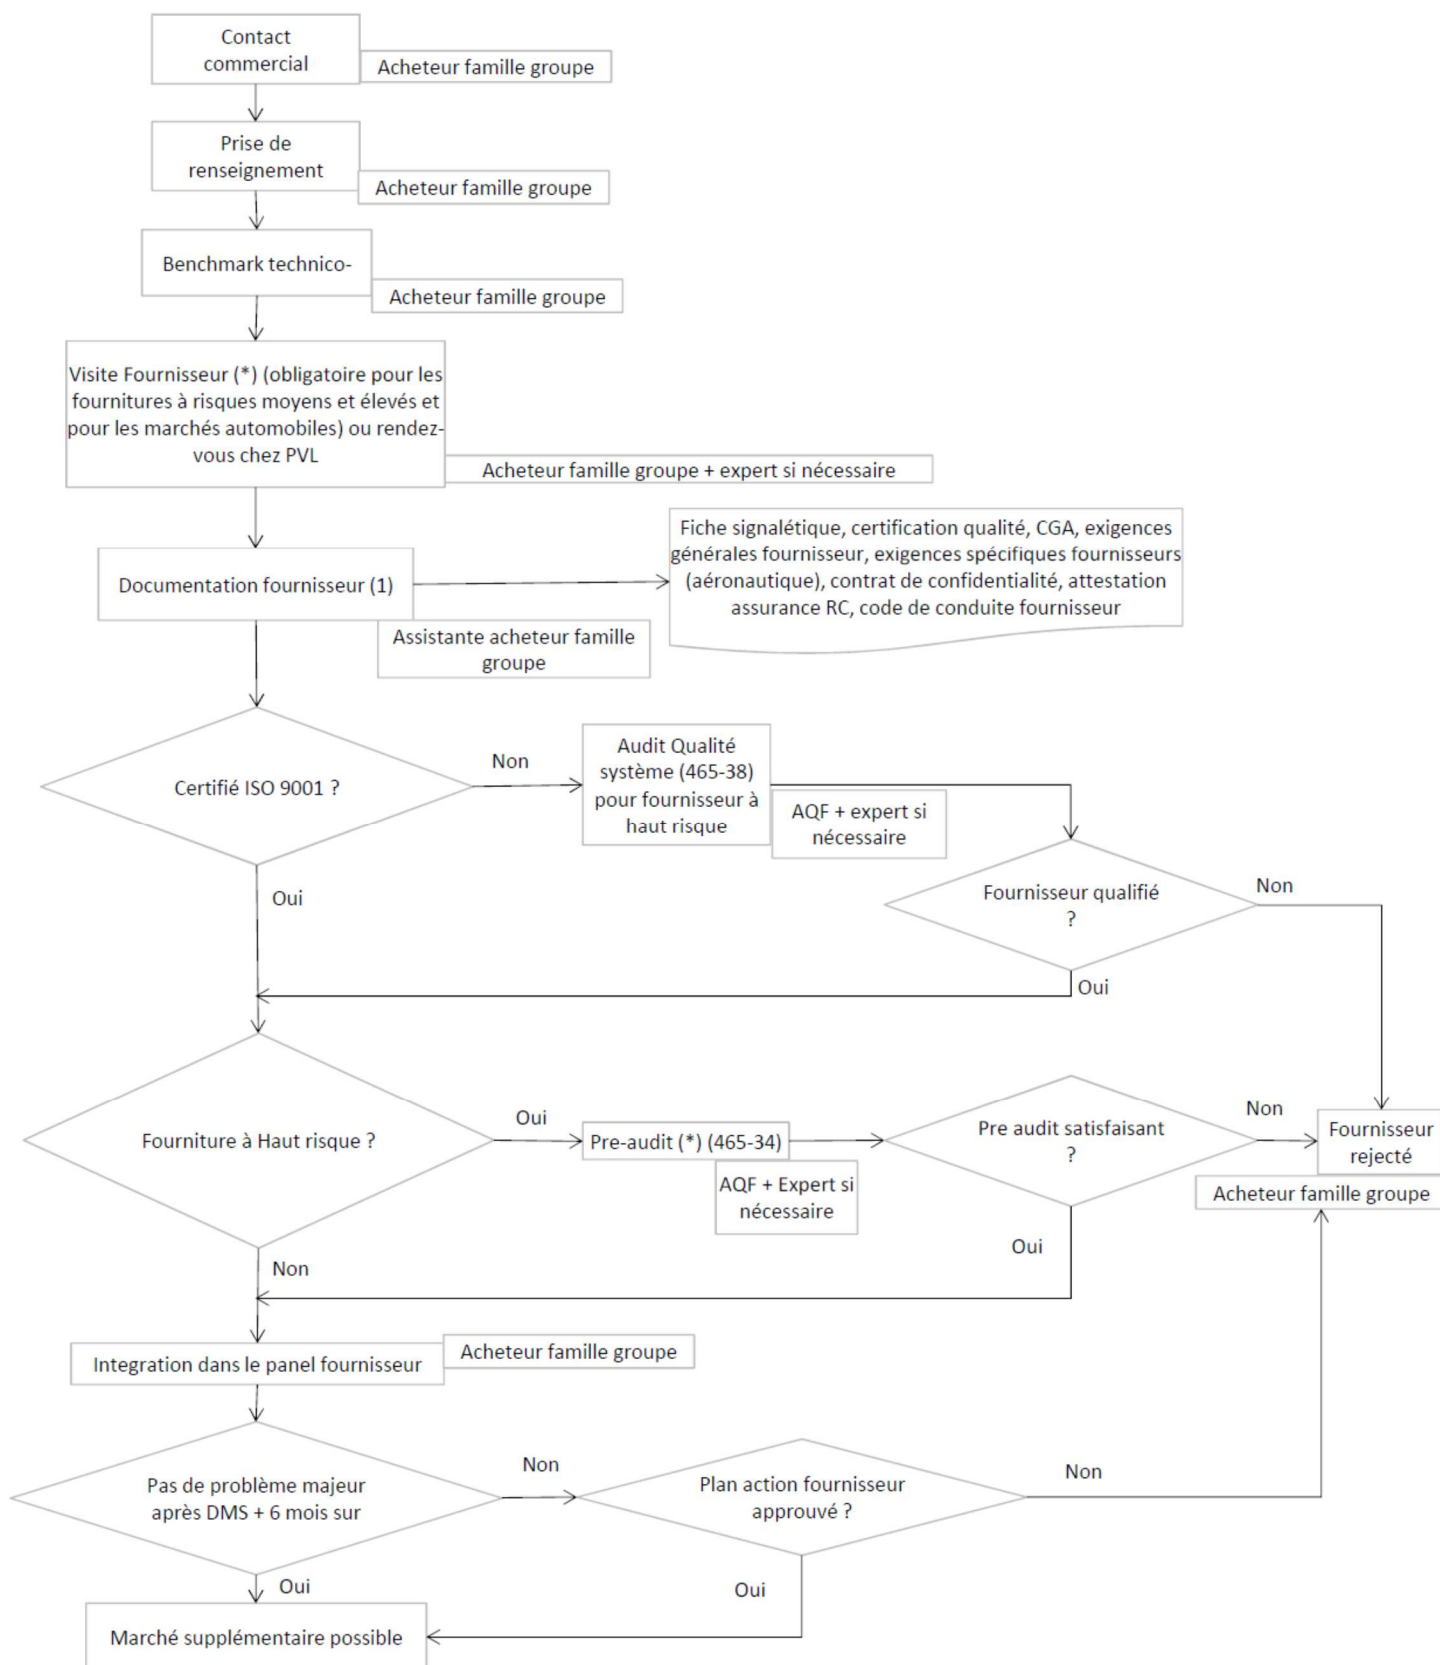 Contact
commercial
Acheteur famille groupe
Prise de
renseignement
Acheteur famille groupe
Benchmark technico-
Acheteur famille groupe
Visite Fournisseur (*) (obligatoire pour les
fournitures à risques moyens et élevés et
pour les marchés automobiles) ou rendez-
vous chez PVL
Acheteur famille groupe + expert si nécessaire
Documentation fournisseur (1)
Assistante acheteur famille
groupe
Fiche signalétique, certification qualité, CGA, exigences
générales fournisseur, exigences spécifiques fournisseurs
(aéronautique), contrat de confidentialité, attestation
assurance RC, code de conduite fournisseur
Certifié ISO 9001 ?
Non
Audit Qualité
système (465-38)
pour fournisseur à
haut risque
AQF + expert si
nécessaire
Oui
Fournisseur qualifié
?
Non
Oui
Fourniture à Haut risque ?
Oui
Pre-audit (*) (465-34)
AQF + Expert si
nécessaire
Pre audit satisfaisant
?
Non
Fournisseur
rejecté
Acheteur famille groupe
Oui
Non
Integration dans le panel fournisseur
Acheteur famille groupe
Pas de problème majeur
après DMS + 6 mois sur
Non
Plan action fournisseur
approuvé ?
Non
Oui
Oui
Marché supplémentaire possible